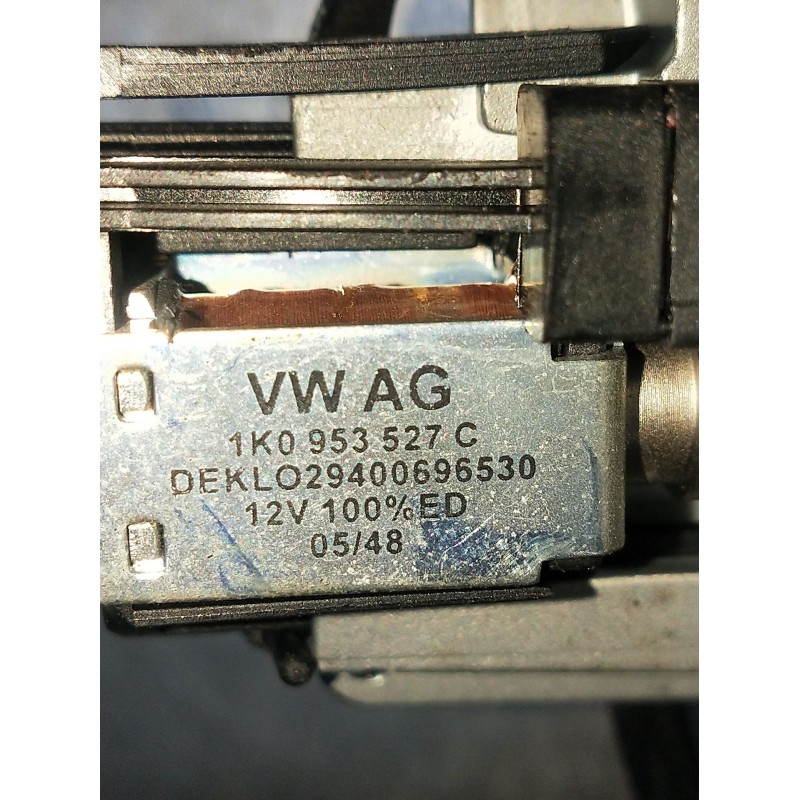 VW AG
1K0 953 527 C
DEKLO29400696530
12V 100% ED
05/48